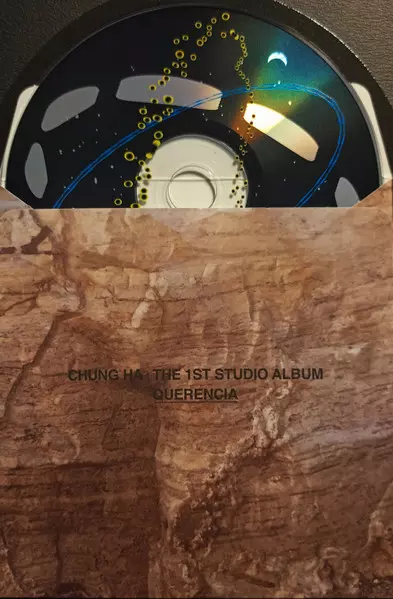 CHUNG HA THE 1ST STUDIO ALBUM
QUERENCIA